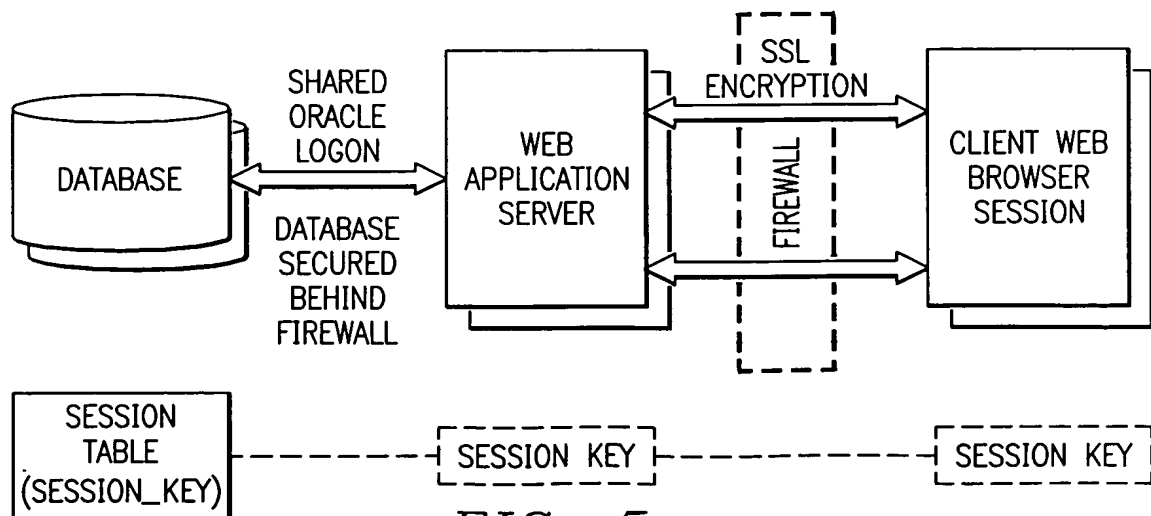 DATABASE
SHARED
ORACLE
LOGON
DATABASE
SECURED
BEHIND
FIREWALL
WEB
APPLICATION
SERVER
SSL
ENCRYPTION
FIREWALL
CLIENT WEB
BROWSER
SESSION
SESSION
TABLE
(SESSION_KEY)
SESSION KEY
SESSION KEY